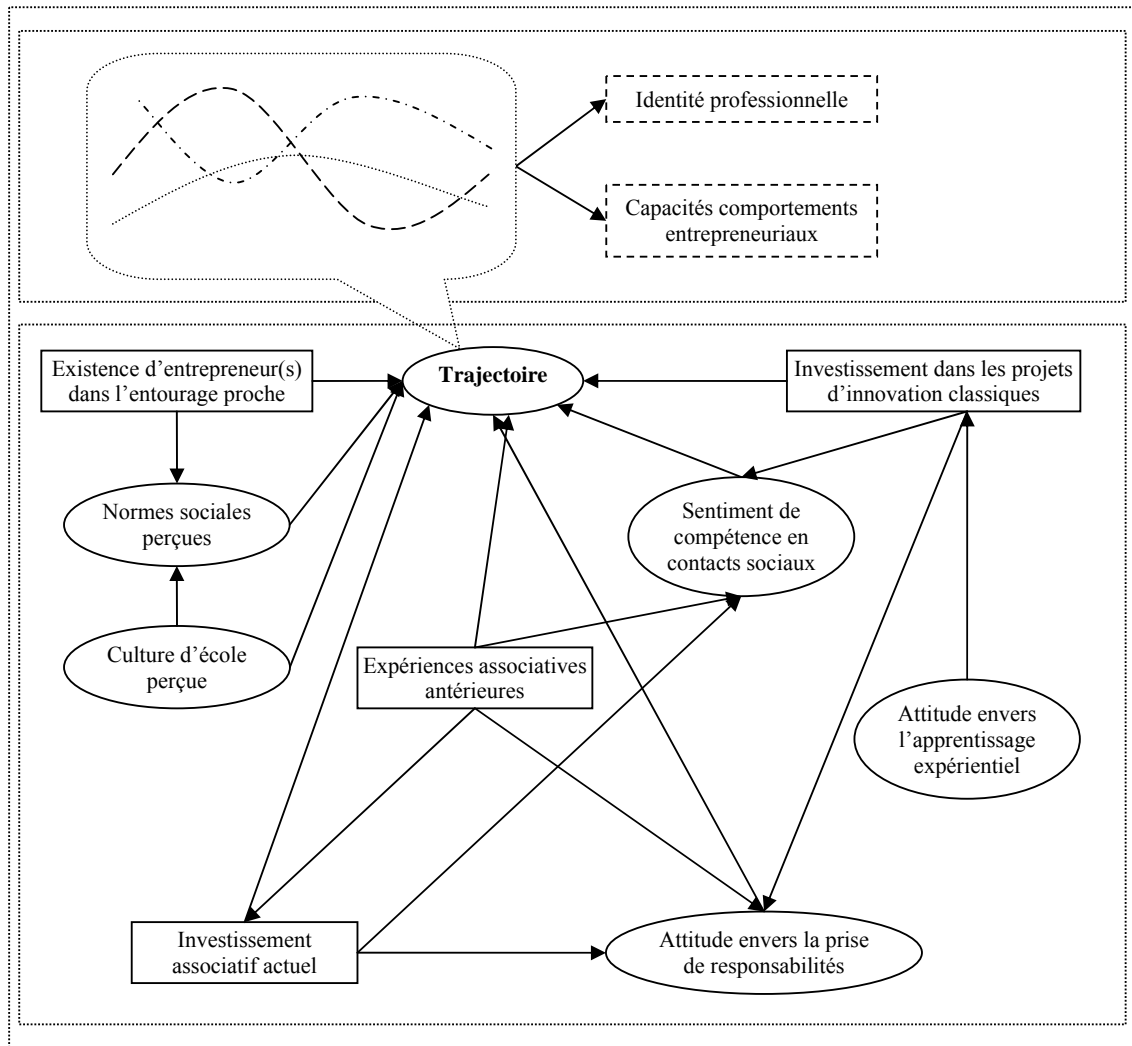 Identité professionnelle
Capacités comportements
entrepreneuriaux
Existence d’entrepreneur(s)
dans l’entourage proche
Trajectoire
Investissement dans les projets
d’innovation classiques
Normes sociales
perçues
Sentiment de
compétence en
contacts sociaux
Culture d’école
perçue
Expériences associatives
antérieures
Attitude envers
l’apprentissage
expérientiel
Investissement
associatif actuel
Attitude envers la prise
de responsabilités